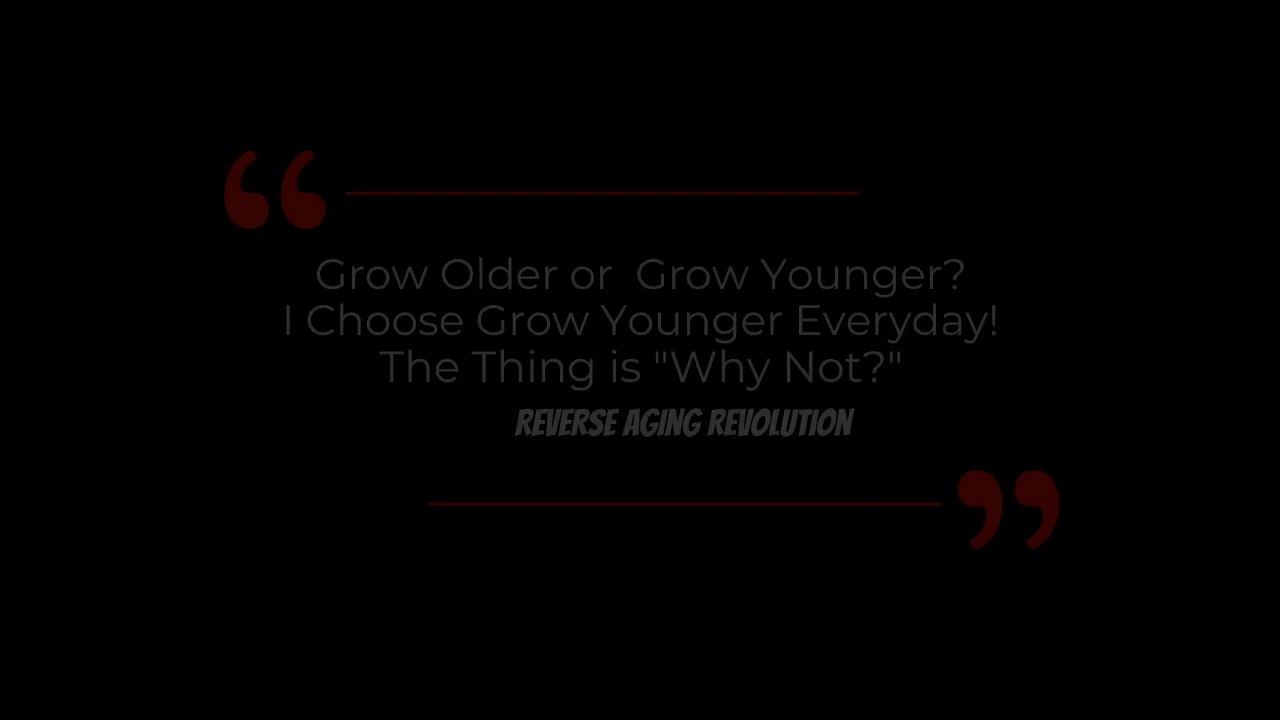 Grow Older or  Grow Younger?
I Choose Grow Younger Everyday!
The Thing is "Why Not?"
REVERSE AGING REVOLUTION